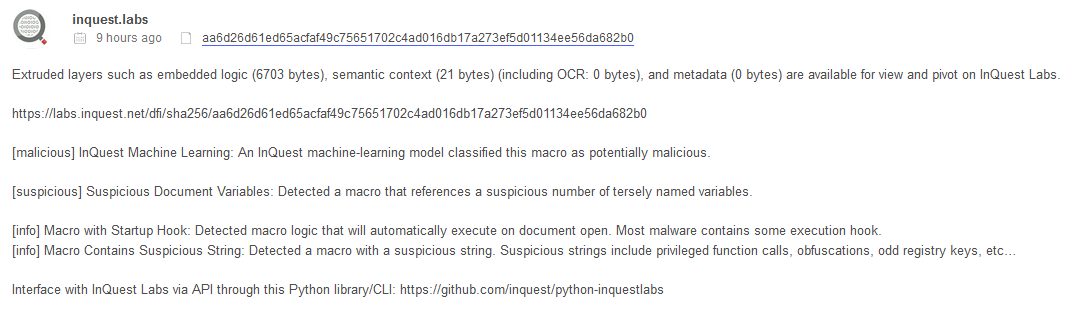 inquest.labs
9 hours ago aa6d26d61ed65acfaf49c75651702c4ad016db17a273ef5d01134ee56da682b0
Extruded layers such as embedded logic (6703 bytes), semantic context (21 bytes) (including OCR: 0 bytes), and metadata (0 bytes) are available for view and pivot on InQuest Labs.
https://labs.inquest.net/dfi/sha256/aa6d26d61ed65acfaf49c75651702c4ad016db17a273ef5d01134ee56da682b0
[malicious] InQuest Machine Learning: An InQuest machine-learning model classified this macro as potentially malicious.
[suspicious] Suspicious Document Variables: Detected a macro that references a suspicious number of tersely named variables.
[info] Macro with Startup Hook: Detected macro logic that will automatically execute on document open. Most malware contains some execution hook.
[info] Macro Contains Suspicious String: Detected a macro with a suspicious string. Suspicious strings include privileged function calls, obfuscations, odd registry keys, etc...
Interface with InQuest Labs via API through this Python library/CLI: https://github.com/inquest/python-inquestlabs